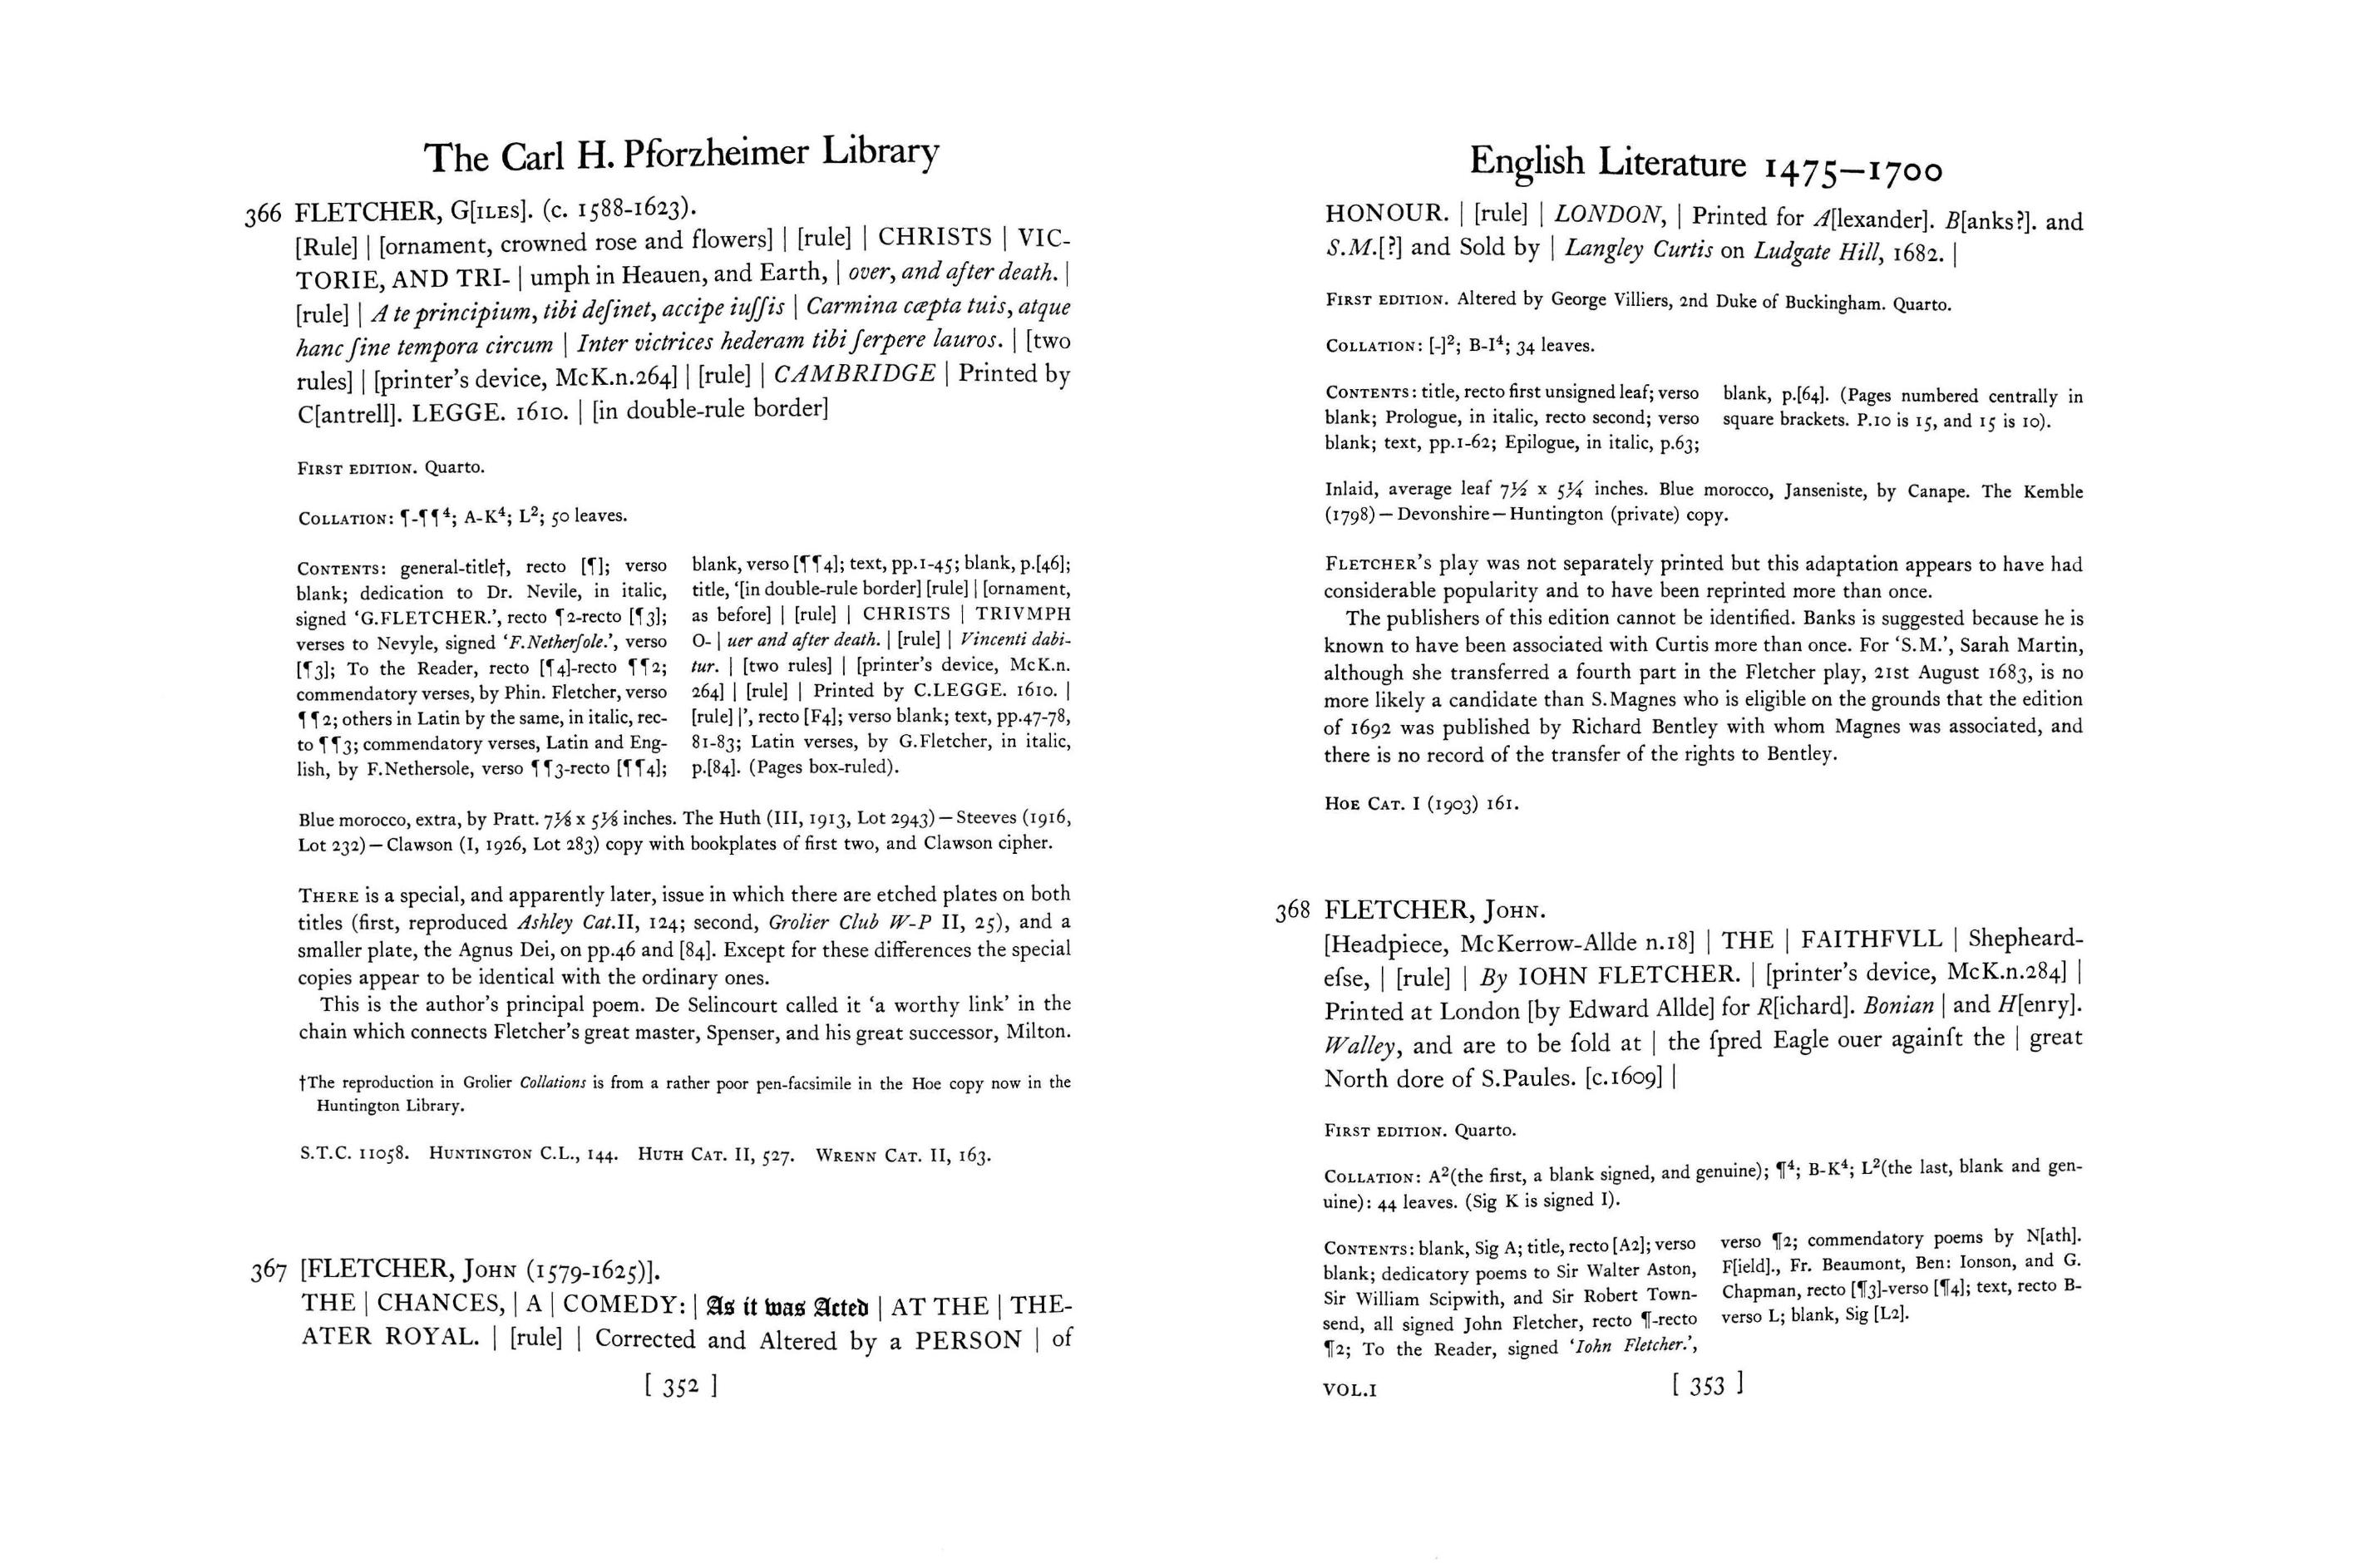 The Carl H. Pforzheimer Library
366 FLETCHER, G[ILES]. (c. 1588-1623).
[Rule] | [ornament, crowned rose and flowers] | [rule] | CHRISTS | VIC-
TORIE, AND TRI- | umph in Heauen, and Earth, | over, and after death. |
[rule] | A te principium, tibi deſinet, accipe iuſſis | Carmina cæpta tuis, atque
hanc ſine tempora circum | Inter victrices hederam tibi ſerpere lauros. | [two
rules] | [printer's device, McK.n.264] | [rule] | CAMBRIDGE | Printed by
C[antrell]. LEGGE. 1610. | [in double-rule border]
FIRST EDITION. Quarto.
COLLATION: ¶-¶¶⁴; A-K⁴; L²; 50 leaves.
CONTENTS: general-title†, recto [¶]; verso
blank; dedication to Dr. Nevile, in italic,
signed 'G.FLETCHER.', recto ¶2-recto [¶3];
verses to Nevyle, signed 'F.Netherſole.', verso
[¶3]; To the Reader, recto [¶4]-recto ¶¶2;
commendatory verses, by Phin. Fletcher, verso
¶¶2; others in Latin by the same, in italic, rec-
to ¶¶3; commendatory verses, Latin and Eng-
lish, by F.Nethersole, verso ¶¶3-recto [¶¶4];
blank, verso [¶¶4]; text, pp.1-45; blank, p.[46];
title, '[in double-rule border] [rule] | [ornament,
as before] | [rule] | CHRISTS | TRIVMPH
O- | uer and after death. | [rule] | Vincenti dabi-
tur. | [two rules] | [printer's device, McK.n.
264] | [rule] | Printed by C.LEGGE. 1610. |
[rule] |', recto [F4]; verso blank; text, pp.47-78,
81-83; Latin verses, by G.Fletcher, in italic,
p.[84]. (Pages box-ruled).
Blue morocco, extra, by Pratt. 7⅛ x 5⅛ inches. The Huth (III, 1913, Lot 2943) — Steeves (1916,
Lot 232) — Clawson (I, 1926, Lot 283) copy with bookplates of first two, and Clawson cipher.
THERE is a special, and apparently later, issue in which there are etched plates on both
titles (first, reproduced Ashley Cat.II, 124; second, Grolier Club W-P II, 25), and a
smaller plate, the Agnus Dei, on pp.46 and [84]. Except for these differences the special
copies appear to be identical with the ordinary ones.
This is the author's principal poem. De Selincourt called it 'a worthy link' in the
chain which connects Fletcher's great master, Spenser, and his great successor, Milton.
†The reproduction in Grolier Collations is from a rather poor pen-facsimile in the Hoe copy now in the
Huntington Library.
S.T.C. 11058. HUNTINGTON C.L., 144. HUTH CAT. II, 527. WRENN CAT. II, 163.
367 [FLETCHER, JOHN (1579-1625)].
THE | CHANCES, | A | COMEDY: | As it was Acted | AT THE | THE-
ATER ROYAL. | [rule] | Corrected and Altered by a PERSON | of
[ 352 ]
English Literature 1475—1700
HONOUR. | [rule] | LONDON, | Printed for A[lexander]. B[anks?]. and
S.M.[?] and Sold by | Langley Curtis on Ludgate Hill, 1682. |
FIRST EDITION. Altered by George Villiers, 2nd Duke of Buckingham. Quarto.
COLLATION: [-]²; B-I⁴; 34 leaves.
CONTENTS: title, recto first unsigned leaf; verso
blank; Prologue, in italic, recto second; verso
blank; text, pp.1-62; Epilogue, in italic, p.63;
blank, p.[64]. (Pages numbered centrally in
square brackets. P.10 is 15, and 15 is 10).
Inlaid, average leaf 7½ x 5¼ inches. Blue morocco, Janseniste, by Canape. The Kemble
(1798) — Devonshire — Huntington (private) copy.
FLETCHER'S play was not separately printed but this adaptation appears to have had
considerable popularity and to have been reprinted more than once.
The publishers of this edition cannot be identified. Banks is suggested because he is
known to have been associated with Curtis more than once. For 'S.M.', Sarah Martin,
although she transferred a fourth part in the Fletcher play, 21st August 1683, is no
more likely a candidate than S.Magnes who is eligible on the grounds that the edition
of 1692 was published by Richard Bentley with whom Magnes was associated, and
there is no record of the transfer of the rights to Bentley.
HOE CAT. I (1903) 161.
368 FLETCHER, JOHN.
[Headpiece, McKerrow-Allde n.18] | THE | FAITHFVLL | Shepheard-
eſse, | [rule] | By IOHN FLETCHER. | [printer's device, McK.n.284] |
Printed at London [by Edward Allde] for R[ichard]. Bonian | and H[enry].
Walley, and are to be ſold at | the ſpred Eagle ouer againſt the | great
North dore of S.Paules. [c.1609] |
FIRST EDITION. Quarto.
COLLATION: A²(the first, a blank signed, and genuine); ¶⁴; B-K⁴; L²(the last, blank and gen-
uine): 44 leaves. (Sig K is signed I).
CONTENTS: blank, Sig A; title, recto [A2]; verso
blank; dedicatory poems to Sir Walter Aston,
Sir William Scipwith, and Sir Robert Town-
send, all signed John Fletcher, recto ¶-recto
¶2; To the Reader, signed 'Iohn Fletcher.',
verso ¶2; commendatory poems by N[ath].
F[ield]., Fr. Beaumont, Ben: Ionson, and G.
Chapman, recto [¶3]-verso [¶4]; text, recto B-
verso L; blank, Sig [L2].
VOL.I
[ 353 ]